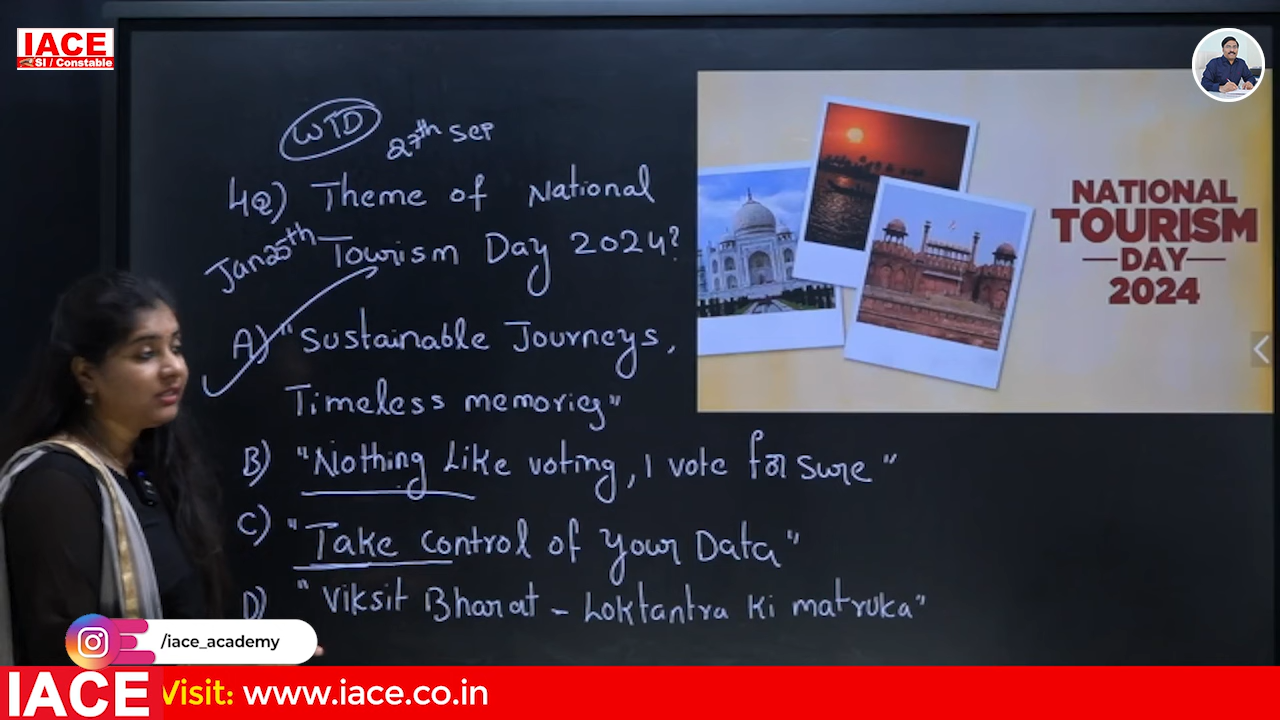 IACE
SI / Constable
WTD 27th Sep
4Q) Theme of National
Jan 25th Tourism Day 2024?
A) "Sustainable Journeys,
Timeless memories"
B) "Nothing Like voting, I vote for sure"
C) "Take control of your Data"
D) "Viksit Bharat - Loktantra Ki matruka"
NATIONAL
TOURISM
DAY
2024
/iace_academy
IACE Visit: www.iace.co.in